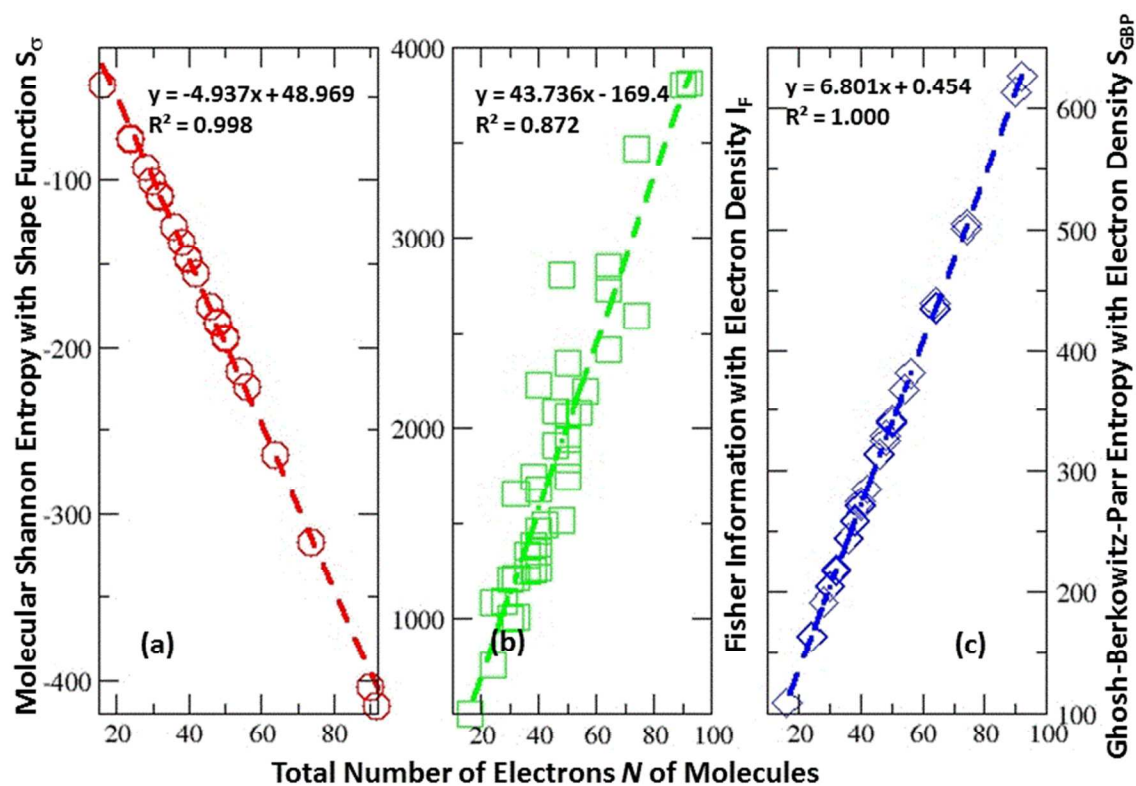 Molecular Shannon Entropy with Shape Function Sσ
-100
-200
-300
-400
y = -4.937x + 48.969
R² = 0.998
(a)
20
40
60
80
4000
3000
2000
1000
y = 43.736x - 169.4
R² = 0.872
(b)
20
40
60
80
100
Fisher Information with Electron Density IF
y = 6.801x + 0.454
R² = 1.000
(c)
20
40
60
80
100
600
500
400
300
200
100
Ghosh-Berkowitz-Parr Entropy with Electron Density SGBP
Total Number of Electrons N of Molecules